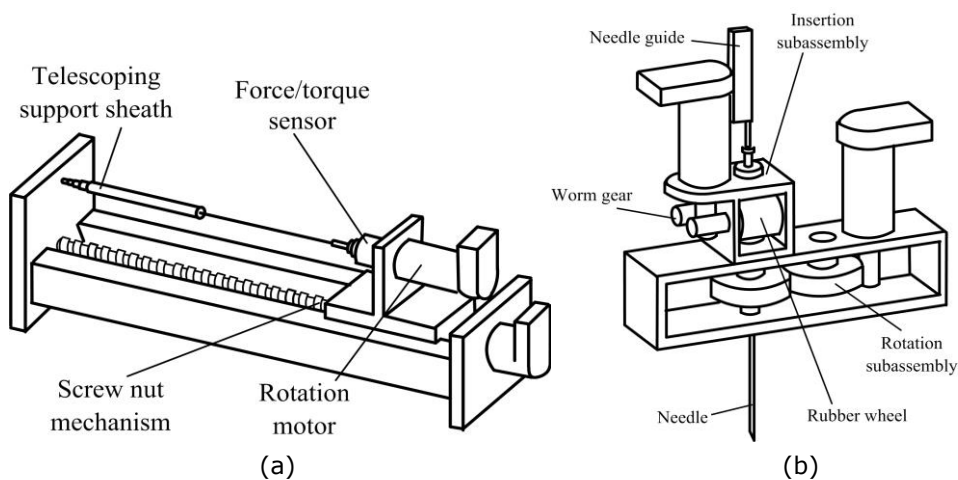 Telescoping
support sheath
Force/torque
sensor
Screw nut
mechanism
Rotation
motor
(a)
Needle guide
Insertion
subassembly
Worm gear
Rotation
subassembly
Rubber wheel
Needle
(b)